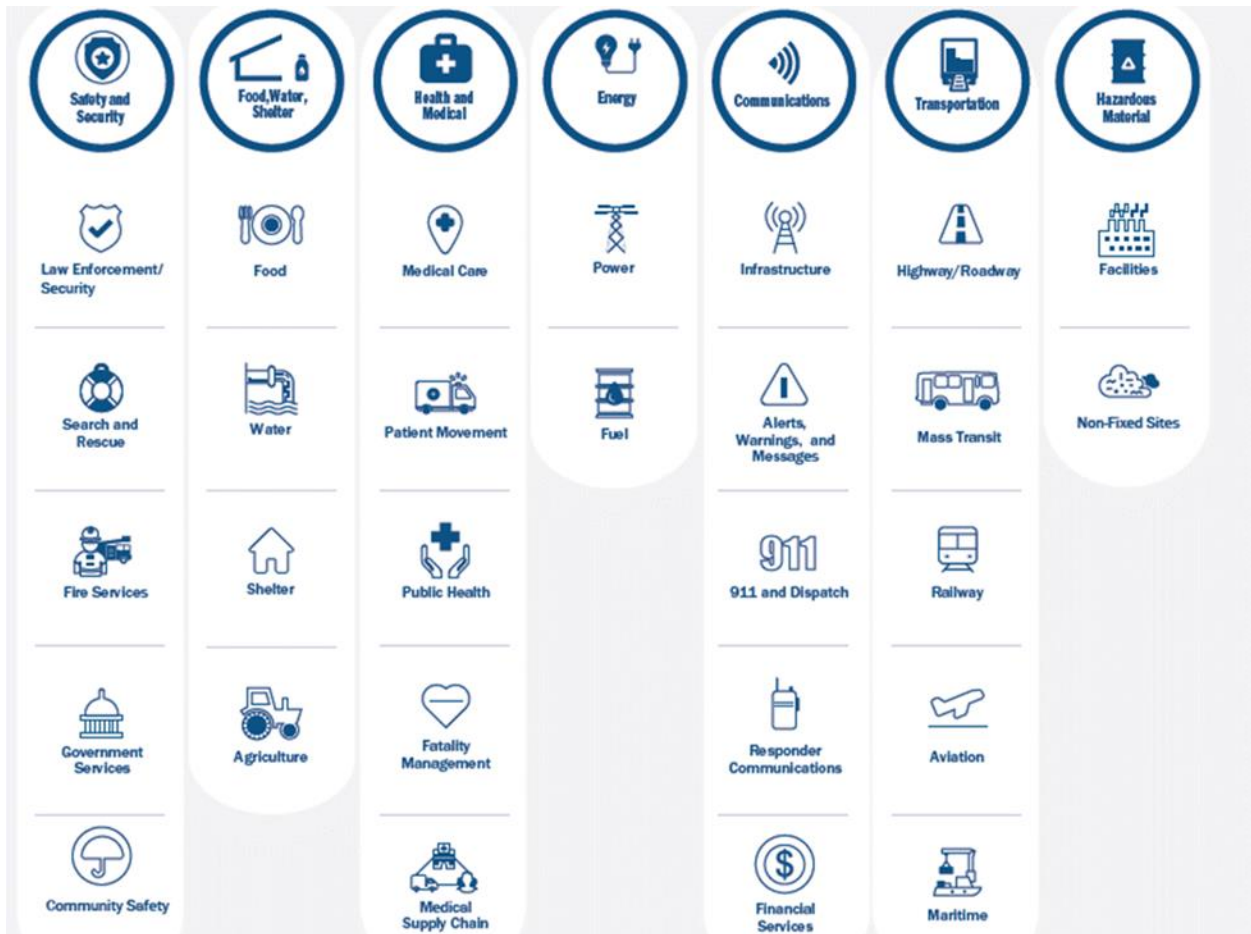 Safety and
Security
Food,Water,
Shelter
Health and
Medical
Energy
Communications
Transportation
Hazardous
Material
Law Enforcement/
Security
Food
Medical Care
Power
Infrastructure
Highway/Roadway
Facilities
Search and
Rescue
Water
Patient Movement
Fuel
Alerts,
Warnings, and
Messages
Mass Transit
Non-Fixed Sites
Fire Services
Shelter
Public Health
911
911 and Dispatch
Railway
Government
Services
Agriculture
Fatality
Management
Responder
Communications
Aviation
Community Safety
Medical
Supply Chain
$
Financial
Services
Maritime